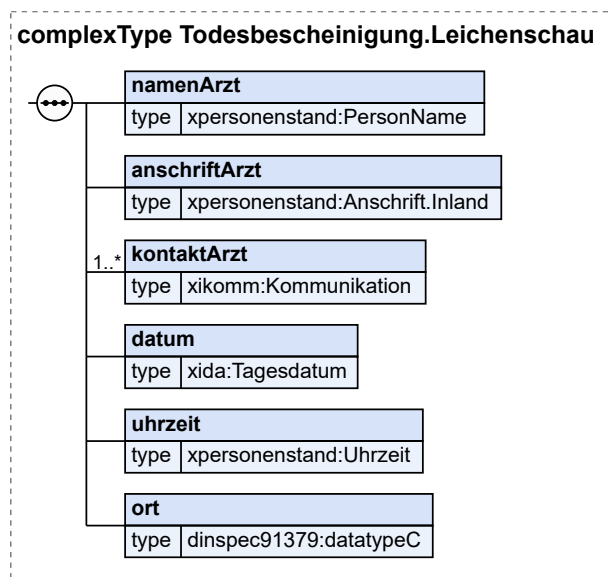 complexType Todesbescheinigung.Leichenschau
namenArzt
type xpersonenstand:PersonName
anschriftArzt
type xpersonenstand:Anschrift.Inland
1..* kontaktArzt
type xikomm:Kommunikation
datum
type xida:Tagesdatum
uhrzeit
type xpersonenstand:Uhrzeit
ort
type dinspec91379:datatypeC